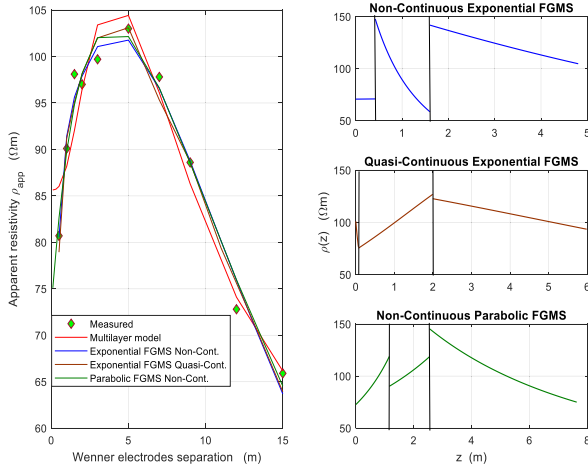 105
100
95
90
85
80
75
70
65
60
Apparent resistivity ρapp (Ωm)
Measured
Multilayer model
Exponential FGMS Non-Cont.
Exponential FGMS Quasi-Cont.
Parabolic FGMS Non-Cont.
0 5 10 15
Wenner electrodes separation (m)
Non-Continuous Exponential FGMS
150
100
50
0 1 2 3 4 5
Quasi-Continuous Exponential FGMS
150
100
50
ρ(z) (Ωm)
0 1 2 3 4 5 6
Non-Continuous Parabolic FGMS
150
100
50
0 2 4 6 8
z (m)